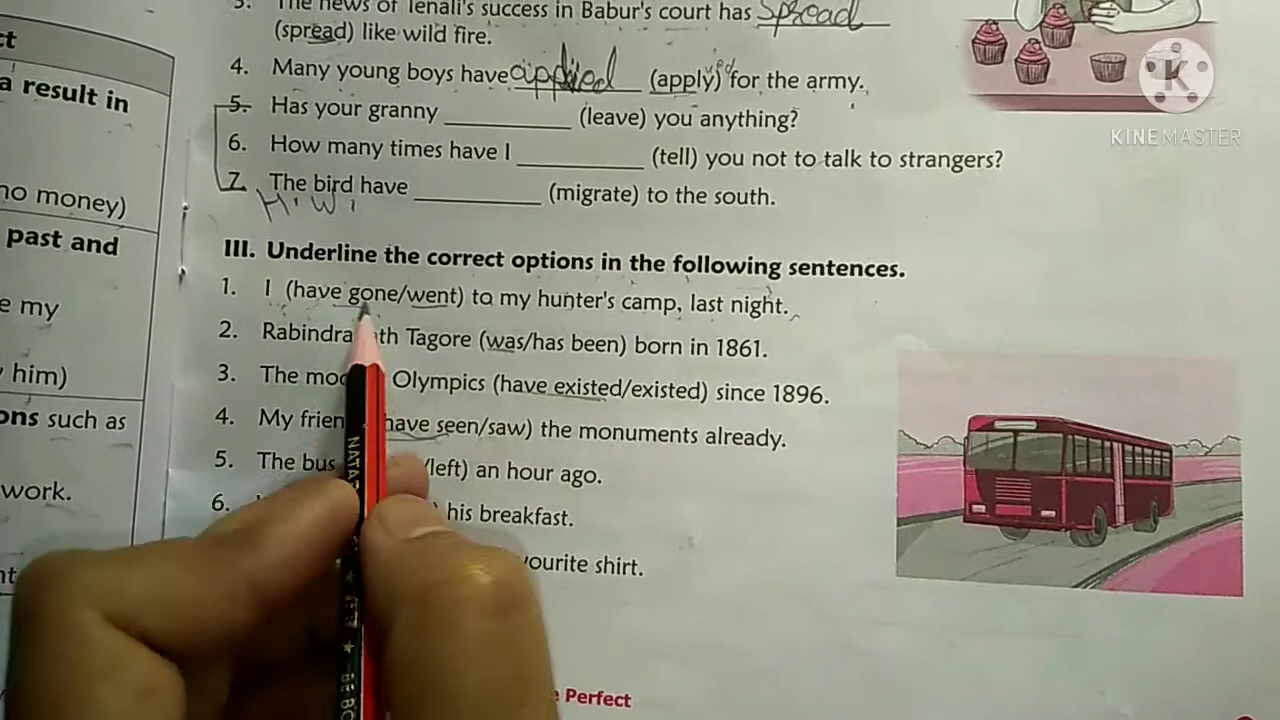 ct
a result in
no money)
past and
e my
him)
ons such as
work.
nt
3. The news of Tenali's success in Babur's court has spread
(spread) like wild fire.
4. Many young boys have applied (apply) ied for the army.
5. Has your granny __________ (leave) you anything?
6. How many times have I __________ (tell) you not to talk to strangers?
7. The bird have __________ (migrate) to the south.
H.W
III. Underline the correct options in the following sentences.
1. I (have gone/went) to my hunter's camp, last night.
2. Rabindra th Tagore (was/has been) born in 1861.
3. The mo Olympics (have existed/existed) since 1896.
4. My frien have seen/saw) the monuments already.
5. The bus /left) an hour ago.
6. ) his breakfast.
vourite shirt.
Perfect
K
KINEMASTER
NATA